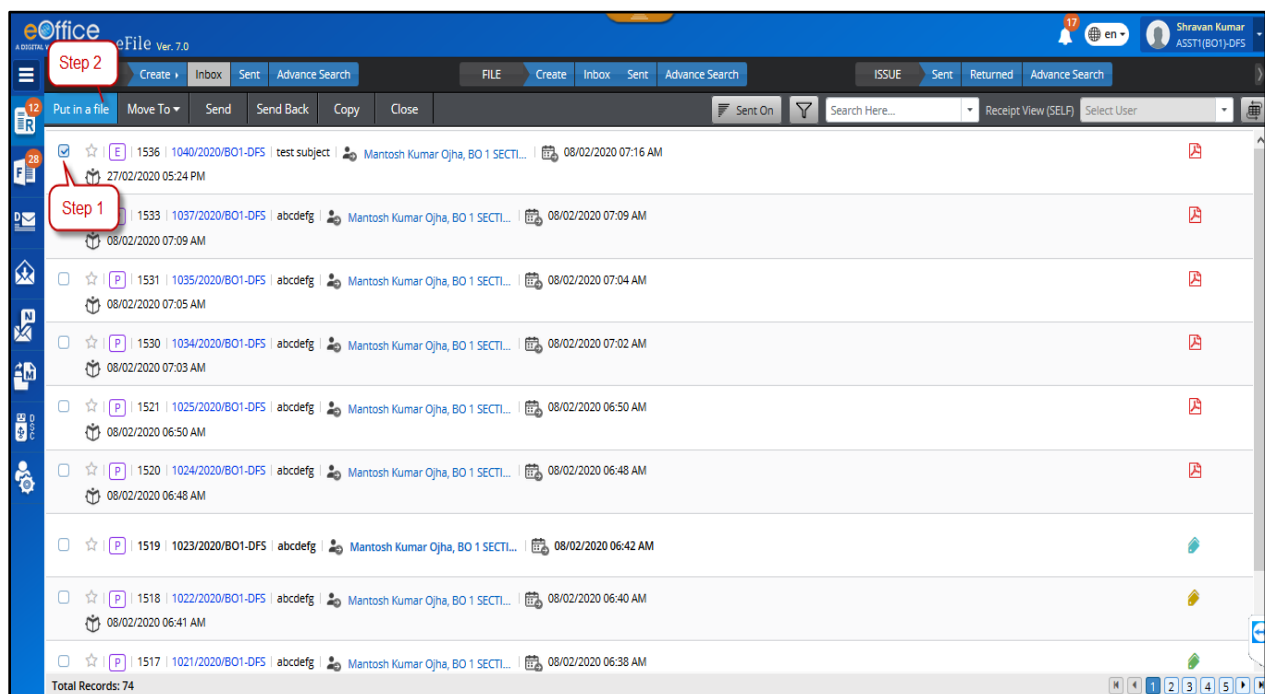 eOffice
A DIGITAL
eFile Ver. 7.0
17
en
Shravan Kumar
ASST1(BO1)-DFS
Step 2
Create
Inbox
Sent
Advance Search
FILE
Create
Inbox
Sent
Advance Search
ISSUE
Sent
Returned
Advance Search
12
R
28
F
D
N
M
DSC
Put in a file
Move To
Send
Send Back
Copy
Close
Sent On
Search Here...
Receipt View (SELF)
Select User
E | 1536 | 1040/2020/BO1-DFS | test subject | Mantosh Kumar Ojha, BO 1 SECTI... | 08/02/2020 07:16 AM
27/02/2020 05:24 PM
Step 1
1533 | 1037/2020/BO1-DFS | abcdefg | Mantosh Kumar Ojha, BO 1 SECTI... | 08/02/2020 07:09 AM
08/02/2020 07:09 AM
P | 1531 | 1035/2020/BO1-DFS | abcdefg | Mantosh Kumar Ojha, BO 1 SECTI... | 08/02/2020 07:04 AM
08/02/2020 07:05 AM
P | 1530 | 1034/2020/BO1-DFS | abcdefg | Mantosh Kumar Ojha, BO 1 SECTI... | 08/02/2020 07:02 AM
08/02/2020 07:03 AM
P | 1521 | 1025/2020/BO1-DFS | abcdefg | Mantosh Kumar Ojha, BO 1 SECTI... | 08/02/2020 06:50 AM
08/02/2020 06:50 AM
P | 1520 | 1024/2020/BO1-DFS | abcdefg | Mantosh Kumar Ojha, BO 1 SECTI... | 08/02/2020 06:48 AM
08/02/2020 06:48 AM
P | 1519 | 1023/2020/BO1-DFS | abcdefg | Mantosh Kumar Ojha, BO 1 SECTI... | 08/02/2020 06:42 AM
P | 1518 | 1022/2020/BO1-DFS | abcdefg | Mantosh Kumar Ojha, BO 1 SECTI... | 08/02/2020 06:40 AM
08/02/2020 06:41 AM
P | 1517 | 1021/2020/BO1-DFS | abcdefg | Mantosh Kumar Ojha, BO 1 SECTI... | 08/02/2020 06:38 AM
Total Records: 74
1 2 3 4 5